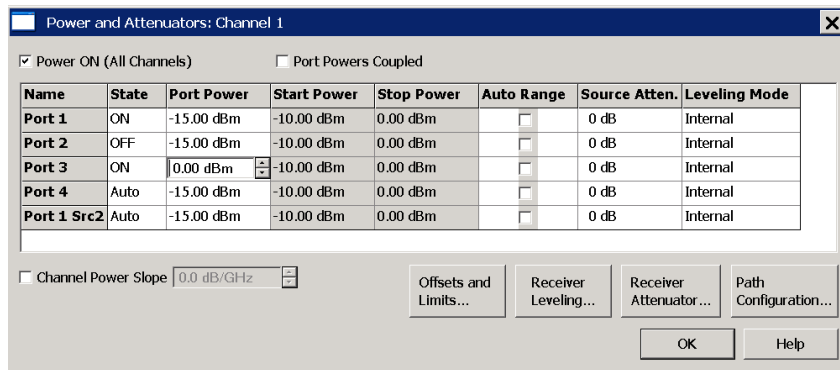 Power and Attenuators: Channel 1
Power ON (All Channels) Port Powers Coupled
Name State Port Power Start Power Stop Power Auto Range Source Atten. Leveling Mode
Port 1 ON -15.00 dBm -10.00 dBm 0.00 dBm 0 dB Internal
Port 2 OFF -15.00 dBm -10.00 dBm 0.00 dBm 0 dB Internal
Port 3 ON 0.00 dBm -10.00 dBm 0.00 dBm 0 dB Internal
Port 4 Auto -15.00 dBm -10.00 dBm 0.00 dBm 0 dB Internal
Port 1 Src2 Auto -15.00 dBm -10.00 dBm 0.00 dBm 0 dB Internal
Channel Power Slope 0.0 dB/GHz
Offsets and
Limits...
Receiver
Leveling...
Receiver
Attenuator...
Path
Configuration...
OK Help